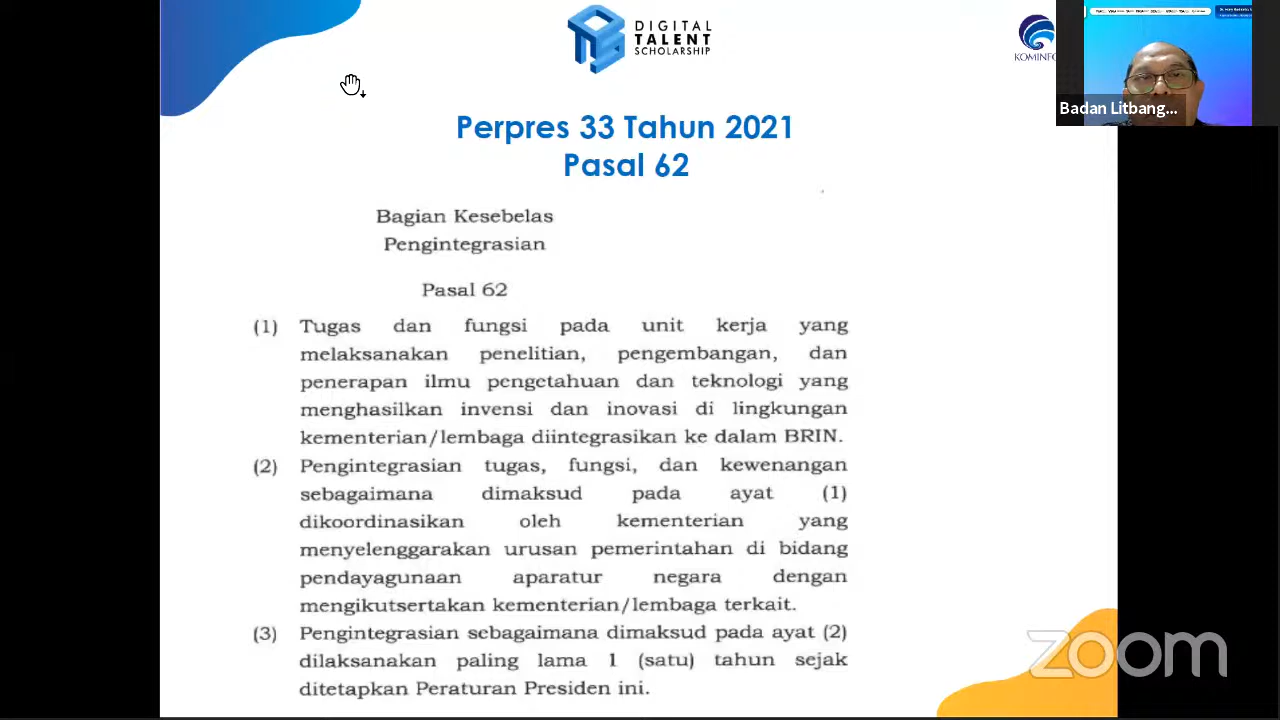 DIGITAL
TALENT
SCHOLARSHIP
KOMINFO
Badan Litbang...
Perpres 33 Tahun 2021
Pasal 62
Bagian Kesebelas
Pengintegrasian
Pasal 62
(1) Tugas dan fungsi pada unit kerja yang
melaksanakan penelitian, pengembangan, dan
penerapan ilmu pengetahuan dan teknologi yang
menghasilkan invensi dan inovasi di lingkungan
kementerian/lembaga diintegrasikan ke dalam BRIN.
(2) Pengintegrasian tugas, fungsi, dan kewenangan
sebagaimana dimaksud pada ayat (1)
dikoordinasikan oleh kementerian yang
menyelenggarakan urusan pemerintahan di bidang
pendayagunaan aparatur negara dengan
mengikutsertakan kementerian/lembaga terkait.
(3) Pengintegrasian sebagaimana dimaksud pada ayat (2)
dilaksanakan paling lama 1 (satu) tahun sejak
ditetapkan Peraturan Presiden ini.
zoom